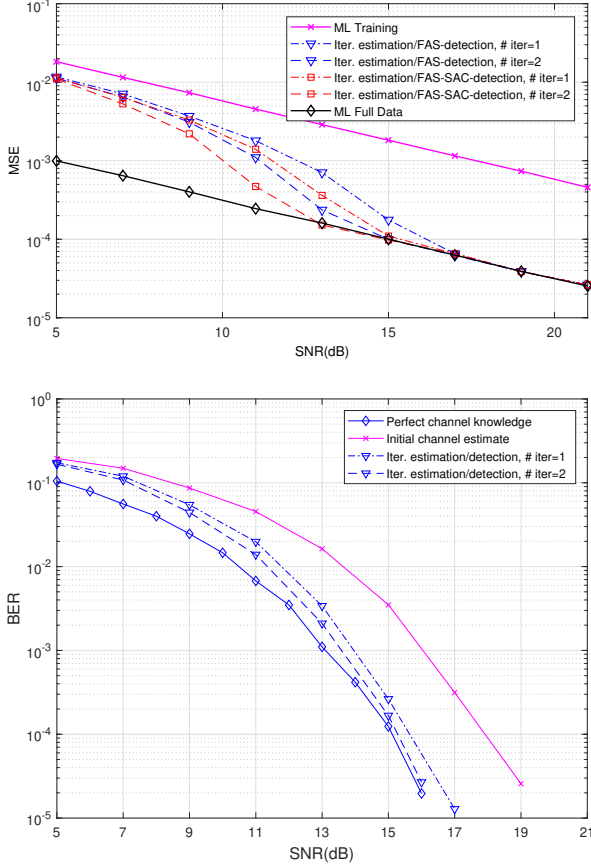 10^-1
ML Training
Iter. estimation/FAS-detection, # iter=1
Iter. estimation/FAS-detection, # iter=2
Iter. estimation/FAS-SAC-detection, # iter=1
Iter. estimation/FAS-SAC-detection, # iter=2
ML Full Data
10^-2
MSE
10^-3
10^-4
10^-5
5 10 15 20
SNR(dB)
10^0
Perfect channel knowledge
Initial channel estimate
Iter. estimation/detection, # iter=1
Iter. estimation/detection, # iter=2
10^-1
10^-2
BER
10^-3
10^-4
10^-5
5 7 9 11 13 15 17 19 21
SNR(dB)